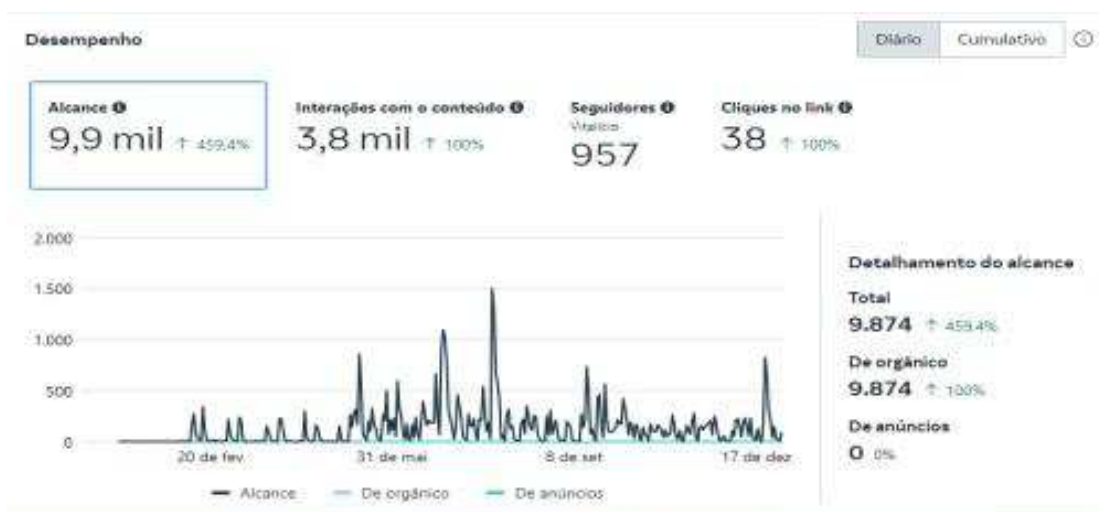 Desempenho
Diário Cumulativo
Alcance
9,9 mil ↑ 459,4%
Interações com o conteúdo
3,8 mil ↑ 100%
Seguidores
Vitalício
957
Cliques no link
38 ↑ 100%
2.000
1.500
1.000
500
0
20 de fev
31 de mai
8 de set
17 de dez
Alcance De orgânico De anúncios
Detalhamento do alcance
Total
9.874 ↑ 459,4%
De orgânico
9.874 ↑ 100%
De anúncios
0 0%